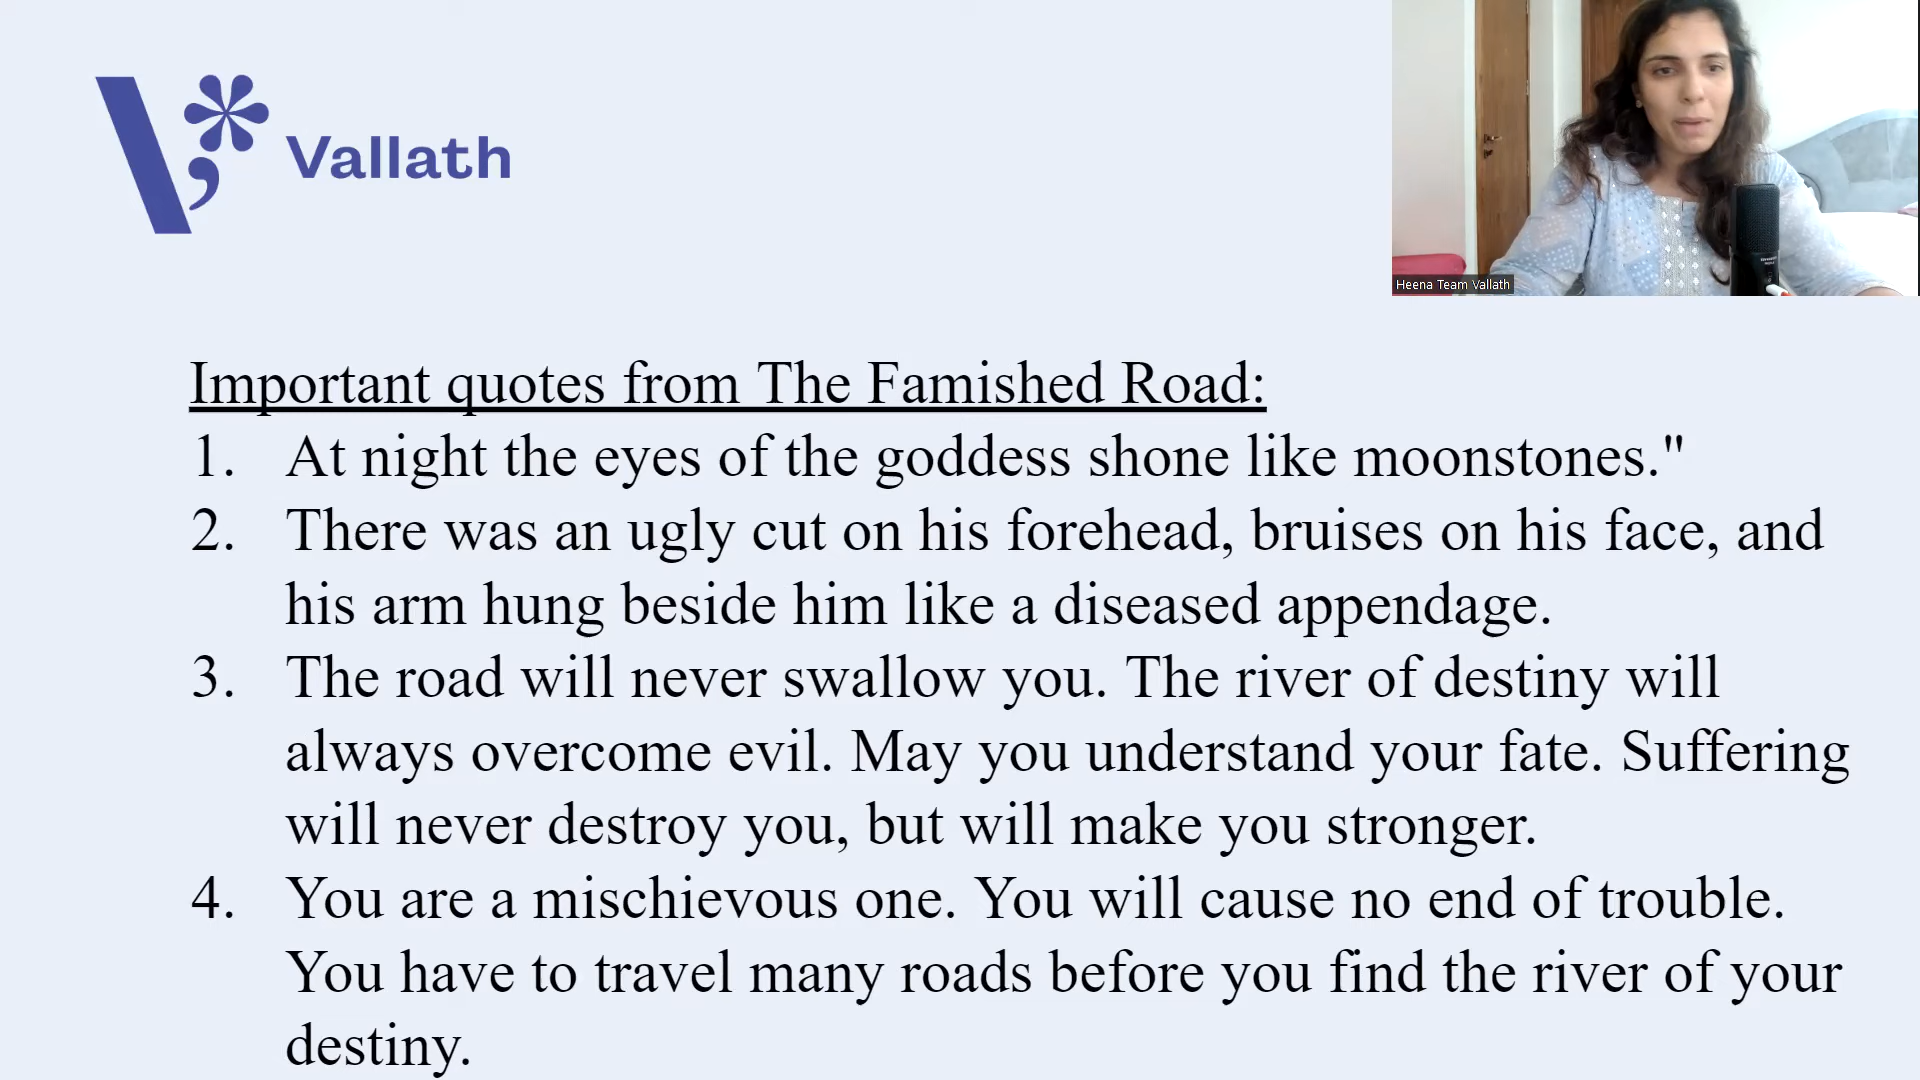 Vallath
Heena Team Vallath
Important quotes from The Famished Road:
1. At night the eyes of the goddess shone like moonstones."
2. There was an ugly cut on his forehead, bruises on his face, and
his arm hung beside him like a diseased appendage.
3. The road will never swallow you. The river of destiny will
always overcome evil. May you understand your fate. Suffering
will never destroy you, but will make you stronger.
4. You are a mischievous one. You will cause no end of trouble.
You have to travel many roads before you find the river of your
destiny.